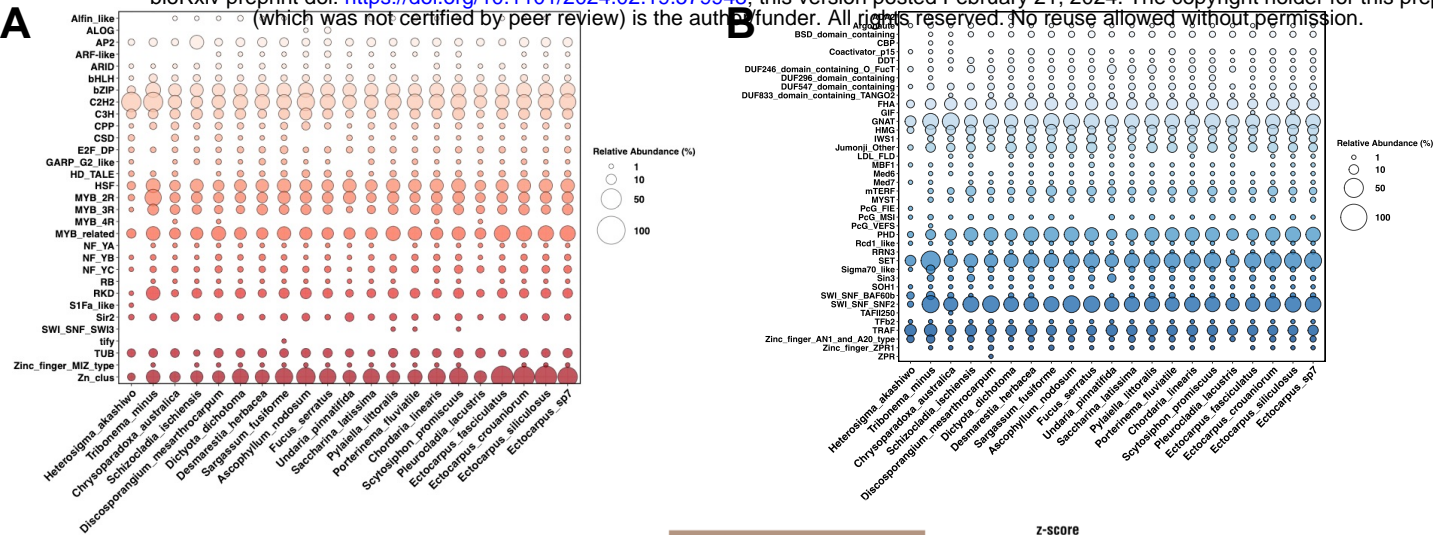 bioRxiv preprint doi: https://doi.org/10.1101/2024.02.19.579948; this version posted February 21, 2024. The copyright holder for this prep
(which was not certified by peer review) is the author/funder. All rights reserved. No reuse allowed without permission.
A
Alfin_like
ALOG
AP2
ARF-like
ARID
bHLH
bZIP
C2H2
C3H
CPP
CSD
E2F_DP
GARP_G2_like
HD_TALE
HSF
MYB_2R
MYB_3R
MYB_4R
MYB_related
NF_YA
NF_YB
NF_YC
RB
RKD
S1Fa_like
Sir2
SWI_SNF_SWI3
tify
TUB
Zinc_finger_MIZ_type
Zn_clus
Heterosigma_akashiwo
Tribonema_minus
Chrysoparadoxa_australica
Schizocladia_ischiensis
Discosporangium_mesarthrocarpum
Dictyota_dichotoma
Desmarestia_herbacea
Sargassum_fusiforme
Ascophyllum_nodosum
Fucus_serratus
Undaria_pinnatifida
Saccharina_latissima
Pylaiella_littoralis
Porterinema_fluviatile
Chordaria_linearis
Scytosiphon_promiscuus
Pleurocladia_lacustris
Ectocarpus_fasciculatus
Ectocarpus_crouaniorum
Ectocarpus_siliculosus
Ectocarpus_sp7
Relative Abundance (%)
1
10
50
100
B
Argonaute
BSD_domain_containing
CBP
Coactivator_p15
DDT
DUF246_domain_containing_O_FucT
DUF296_domain_containing
DUF547_domain_containing
DUF833_domain_containing_TANGO2
FHA
GIF
GNAT
HMG
IWS1
Jumonji_Other
LDL_FLD
MBF1
Med6
Med7
mTERF
MYST
PcG_FIE
PcG_MSI
PcG_VEFS
PHD
Rcd1_like
RRN3
SET
Sigma70_like
Sin3
SOH1
SWI_SNF_BAF60b
SWI_SNF_SNF2
TAFII250
TFb2
TRAF
Zinc_finger_AN1_and_A20_type
Zinc_finger_ZPR1
ZPR
Heterosigma_akashiwo
Tribonema_minus
Chrysoparadoxa_australica
Schizocladia_ischiensis
Discosporangium_mesarthrocarpum
Dictyota_dichotoma
Desmarestia_herbacea
Sargassum_fusiforme
Ascophyllum_nodosum
Fucus_serratus
Undaria_pinnatifida
Saccharina_latissima
Pylaiella_littoralis
Porterinema_fluviatile
Chordaria_linearis
Scytosiphon_promiscuus
Pleurocladia_lacustris
Ectocarpus_fasciculatus
Ectocarpus_crouaniorum
Ectocarpus_siliculosus
Ectocarpus_sp7
Relative Abundance (%)
1
10
50
100
z-score